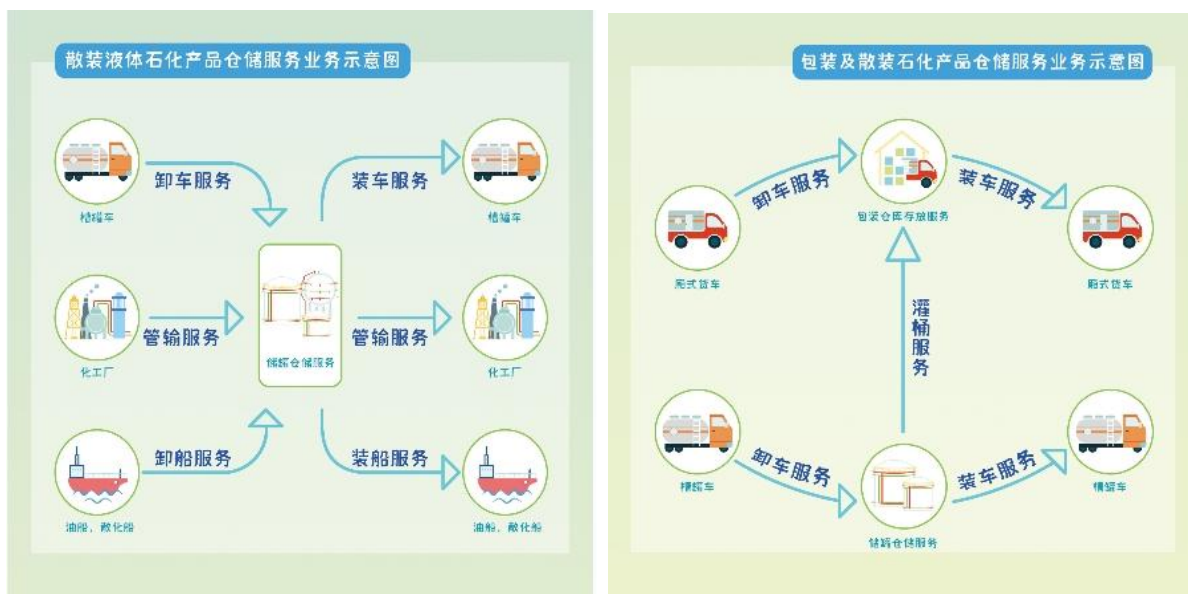 散装液体石化产品仓储服务业务示意图
卸车服务
装车服务
槽罐车
槽罐车
管输服务
管输服务
储罐仓储服务
化工厂
化工厂
卸船服务
装船服务
油船、散化船
油船、散化船
包装及散装石化产品仓储服务业务示意图
卸车服务
装车服务
包装仓库存放服务
厢式货车
厢式货车
灌桶服务
卸车服务
装车服务
槽罐车
槽罐车
储罐仓储服务